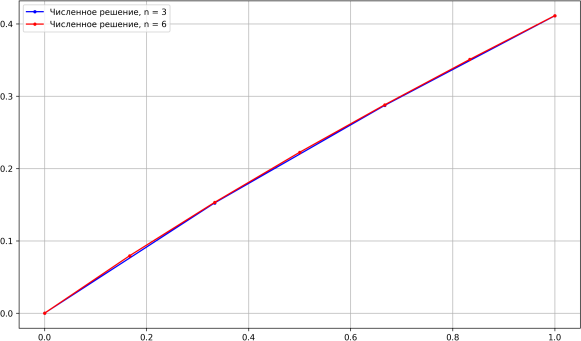 Численное решение, n = 3
Численное решение, n = 6
0.4
0.3
0.2
0.1
0.0
0.0 0.2 0.4 0.6 0.8 1.0